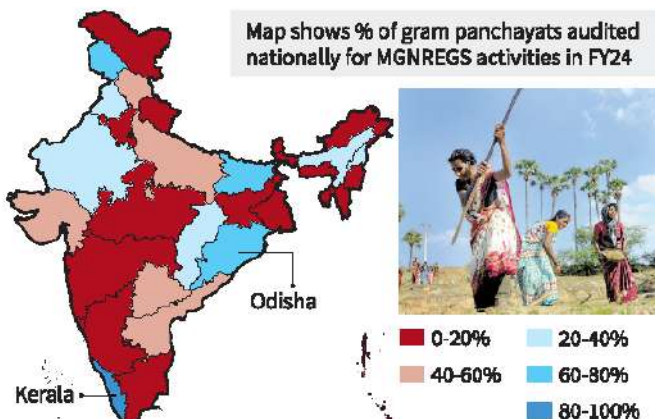 Map shows % of gram panchayats audited
nationally for MGNREGS activities in FY24
Odisha
Kerala
0-20%
20-40%
40-60%
60-80%
80-100%